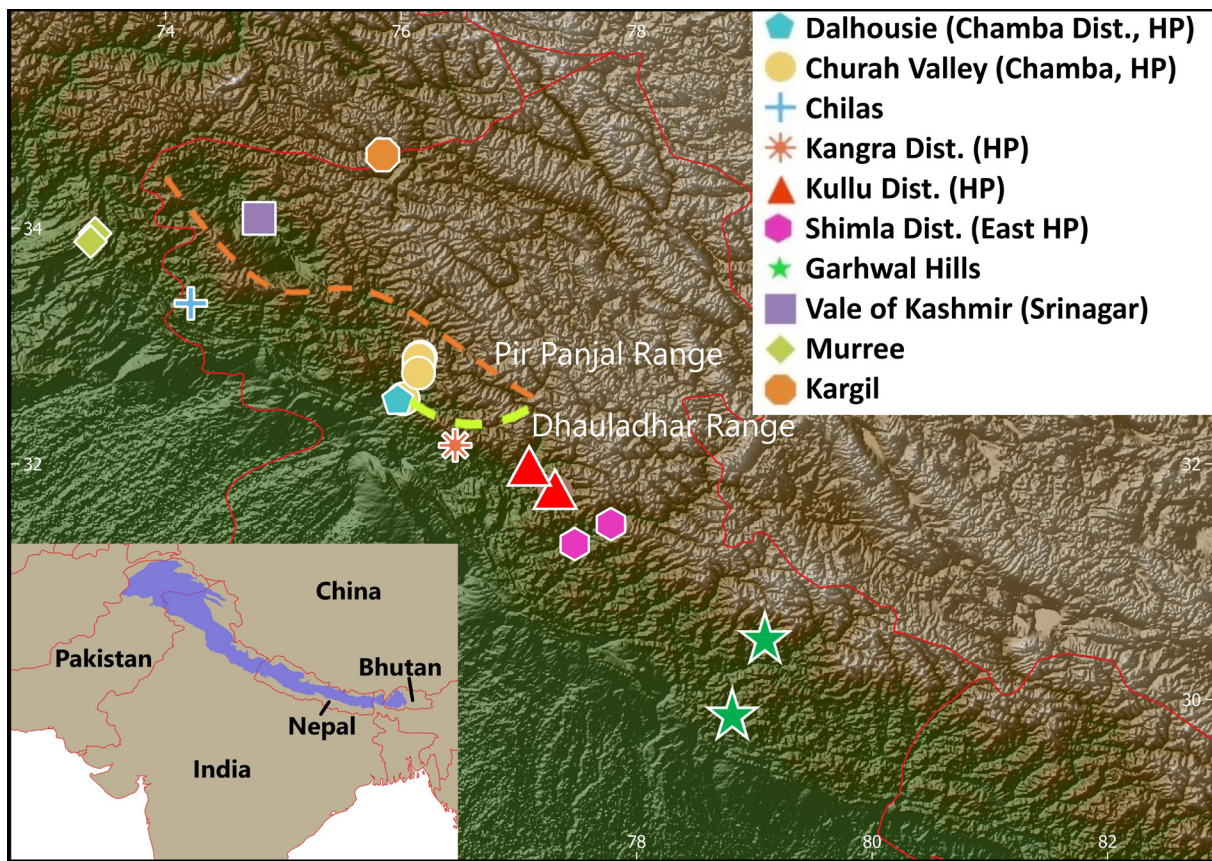 74
76
78
Dalhousie (Chamba Dist., HP)
Churah Valley (Chamba, HP)
Chilas
Kangra Dist. (HP)
Kullu Dist. (HP)
Shimla Dist. (East HP)
Garhwal Hills
Vale of Kashmir (Srinagar)
Murree
Kargil
34
Pir Panjal Range
Dhauladhar Range
32
32
China
Pakistan
Bhutan
Nepal
India
30
78
80
82